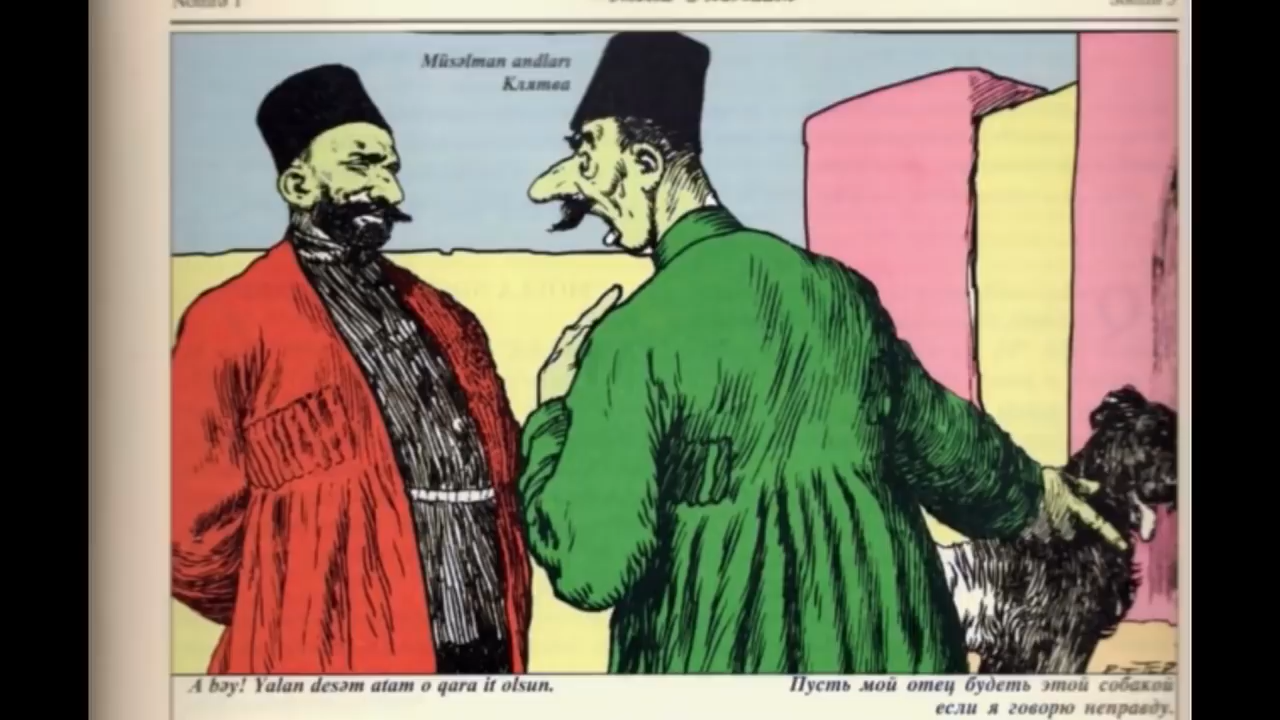 Müsəlman andları
Клятва
A bəy! Yalan desəm atam o qara it olsun.
Пусть мой отец будеть этой собакой
если я говорю неправду.